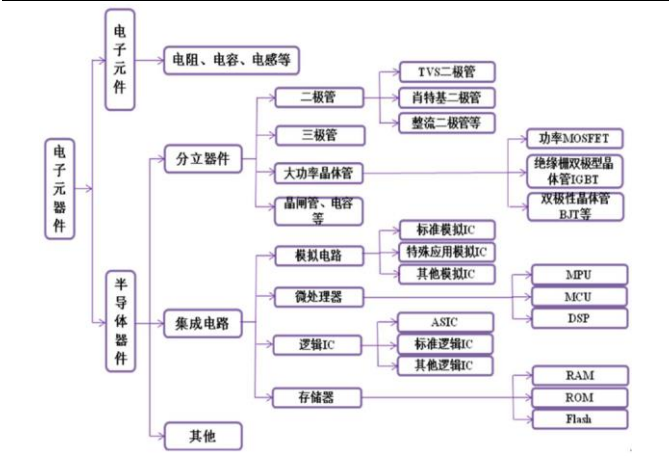 电子元器件
电子元件
电阻、电容、电感等
半导体器件
分立器件
二极管
TVS二极管
肖特基二极管
整流二极管等
三极管
大功率晶体管
功率MOSFET
绝缘栅双极型晶
体管IGBT
双极性晶体管
BJT等
晶闸管、电容
等
集成电路
模拟电路
标准模拟IC
特殊应用模拟IC
其他模拟IC
微处理器
MPU
MCU
DSP
逻辑IC
ASIC
标准逻辑IC
其他逻辑IC
存储器
RAM
ROM
Flash
其他